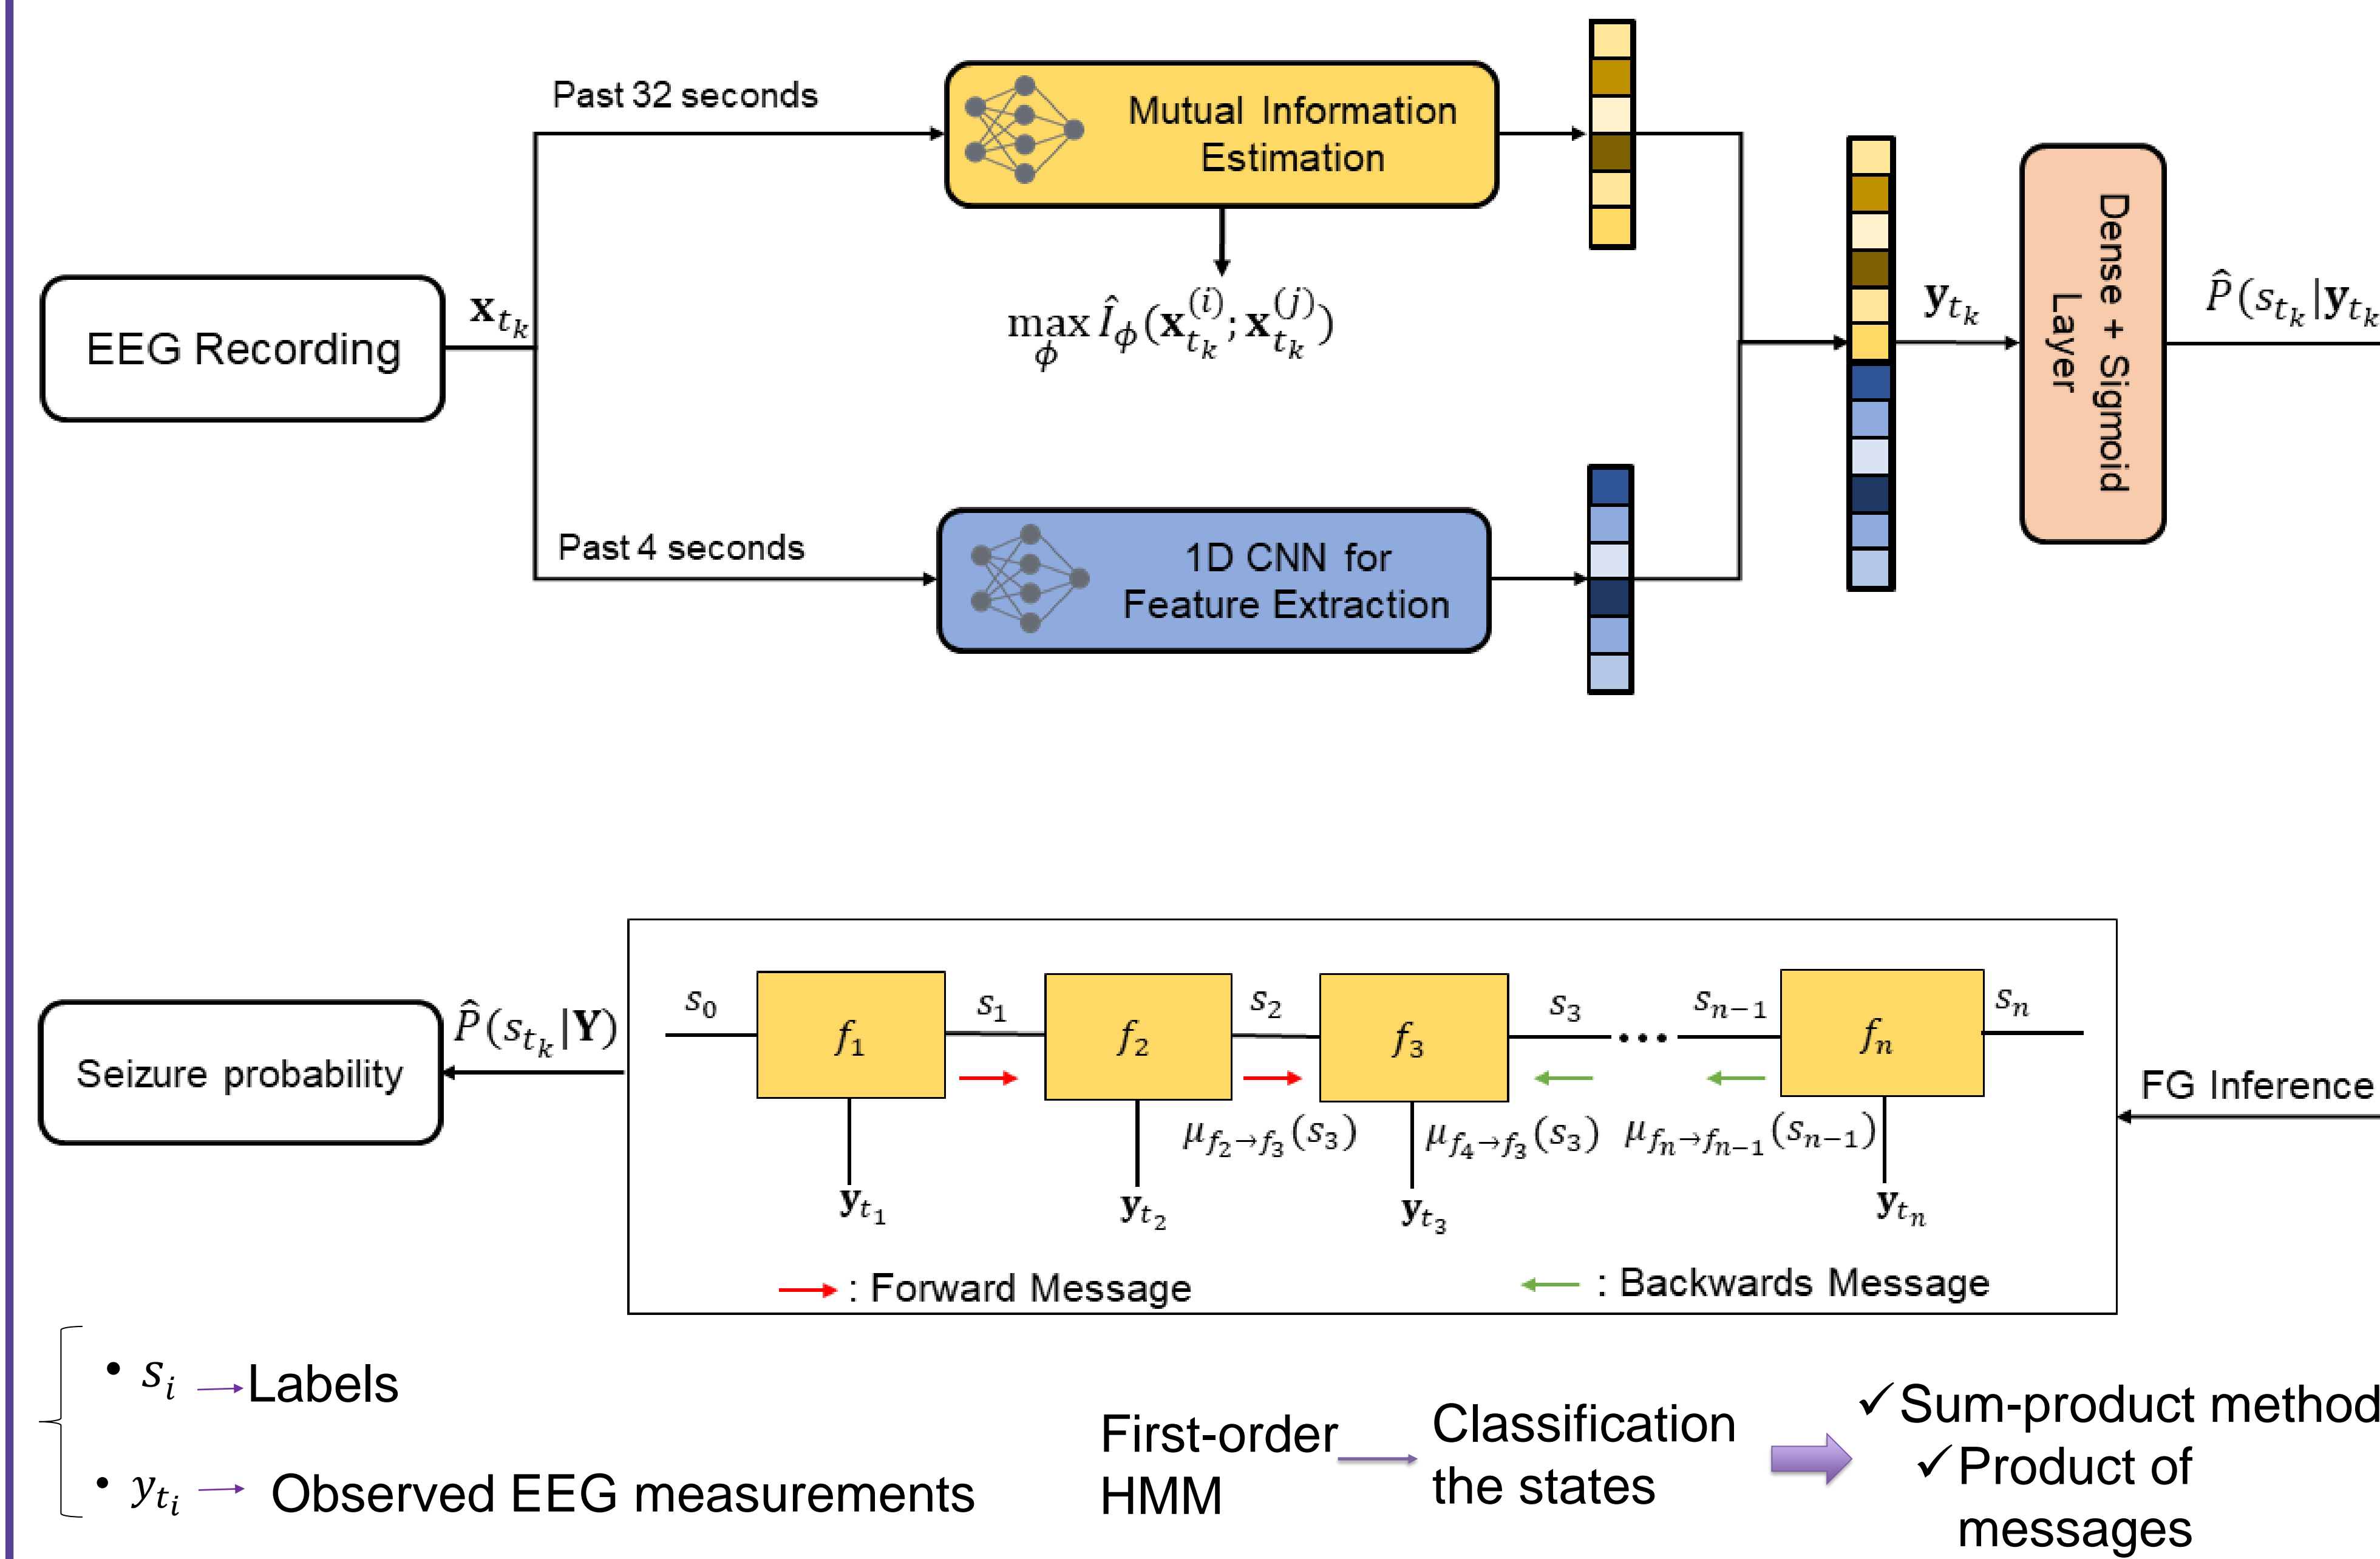 Past 32 seconds
Mutual Information
Estimation
max_ϕ Î_ϕ(𝐱_{t_k}^{(i)}; 𝐱_{t_k}^{(j)})
EEG Recording
𝐱_{t_k}
Past 4 seconds
1D CNN for
Feature Extraction
𝐲_{t_k}
Dense + Sigmoid
Layer
P̂(s_{t_k}|𝐲_{t_k}
s_0
f_1
s_1
f_2
s_2
f_3
s_3
•••
s_{n−1}
f_n
s_n
Seizure probability
P̂(s_{t_k}|𝐘)
FG Inference
μ_{f_2→f_3}(s_3)
μ_{f_4→f_3}(s_3)
μ_{f_n→f_{n−1}}(s_{n−1})
𝐲_{t_1}
𝐲_{t_2}
𝐲_{t_3}
𝐲_{t_n}
: Forward Message
: Backwards Message
• s_i → Labels
• y_{t_i} → Observed EEG measurements
First-order
HMM
Classification
the states
✓Sum-product method
✓Product of
messages